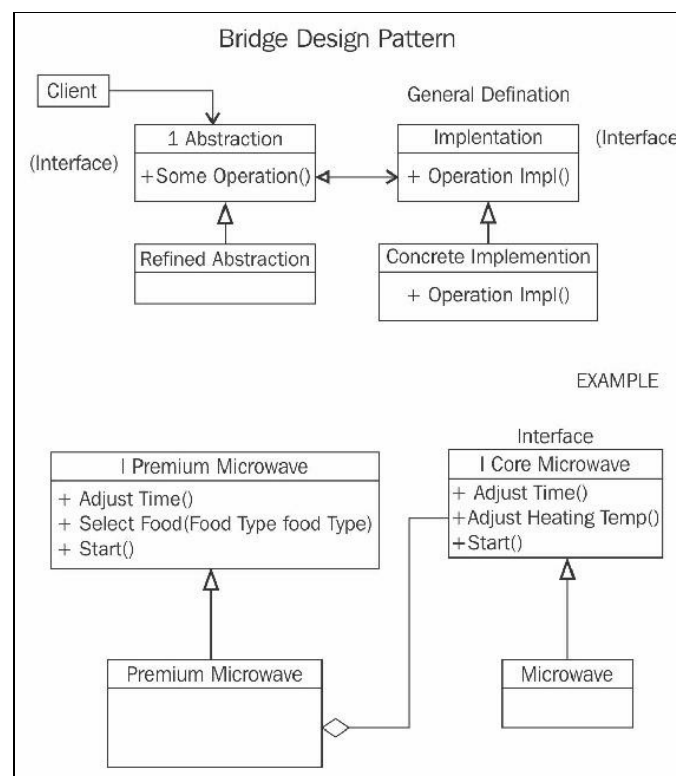 Bridge Design Pattern
Client
General Defination
1 Abstraction
+Some Operation()
(Interface)
Implentation
+ Operation Impl()
(Interface
Refined Abstraction
Concrete Implemention
+ Operation Impl()
EXAMPLE
Interface
I Premium Microwave
+ Adjust Time()
+ Select Food(Food Type food Type)
+ Start()
I Core Microwave
+ Adjust Time()
+Adjust Heating Temp()
+Start()
Premium Microwave
Microwave